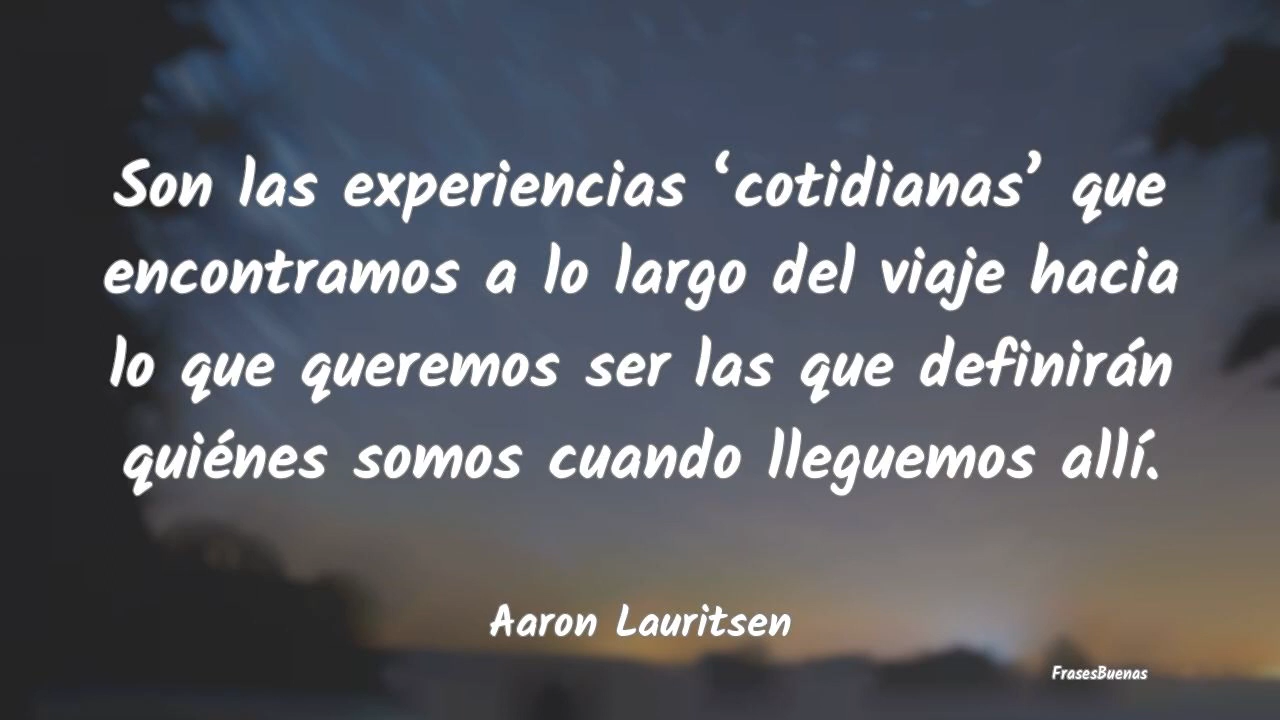 Son las experiencias ‘cotidianas’ que
encontramos a lo largo del viaje hacia
lo que queremos ser las que definirán
quiénes somos cuando lleguemos allí.
Aaron Lauritsen
FrasesBuenas